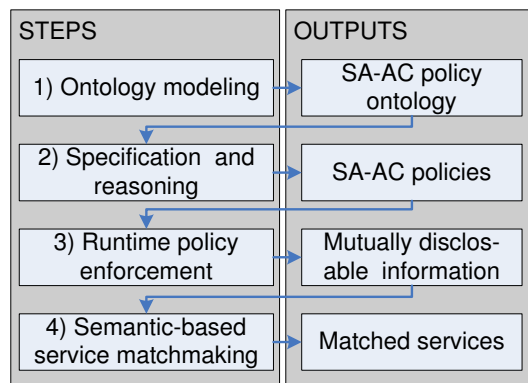 STEPS
OUTPUTS
1) Ontology modeling
SA-AC policy
ontology
2) Specification and
reasoning
SA-AC policies
3) Runtime policy
enforcement
Mutually disclos-
able information
4) Semantic-based
service matchmaking
Matched services